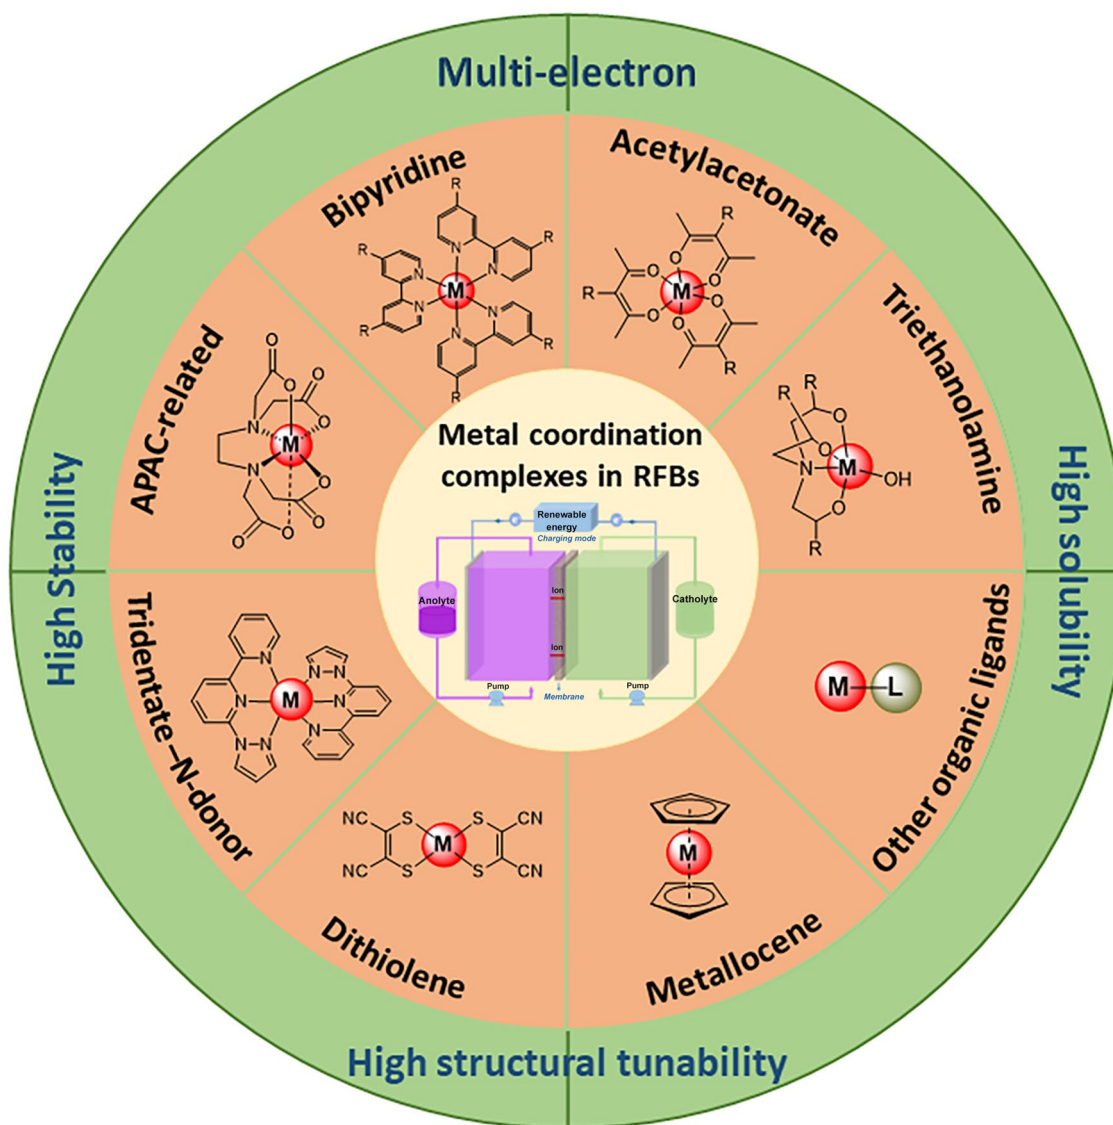 Multi-electron
Bipyridine
Acetylacetonate
R
R
R
R
R
R
N
N
N
N
N
N
M
R
R
R
O
O
O
O
O
O
M
APAC-related
Triethanolamine
O
O
O
O
O
O
O
O
N
N
M
R
R
R
O
O
O
N
M
OH
High Stability
High solubility
Metal coordination
complexes in RFBs
Renewable
energy
Charging mode
Anolyte
Ion
Ion
Catholyte
Pump
Membrane
Pump
Tridentate–N-donor
N
N
N
N
N
N
N
N
M
Other organic ligands
M
L
Dithiolene
NC
NC
S
S
M
S
S
CN
CN
Metallocene
M
High structural tunability